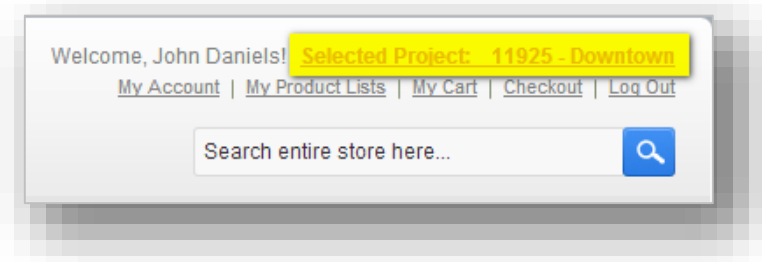 Welcome, John Daniels! Selected Project: 11925 - Downtown
My Account | My Product Lists | My Cart | Checkout | Log Out
Search entire store here...